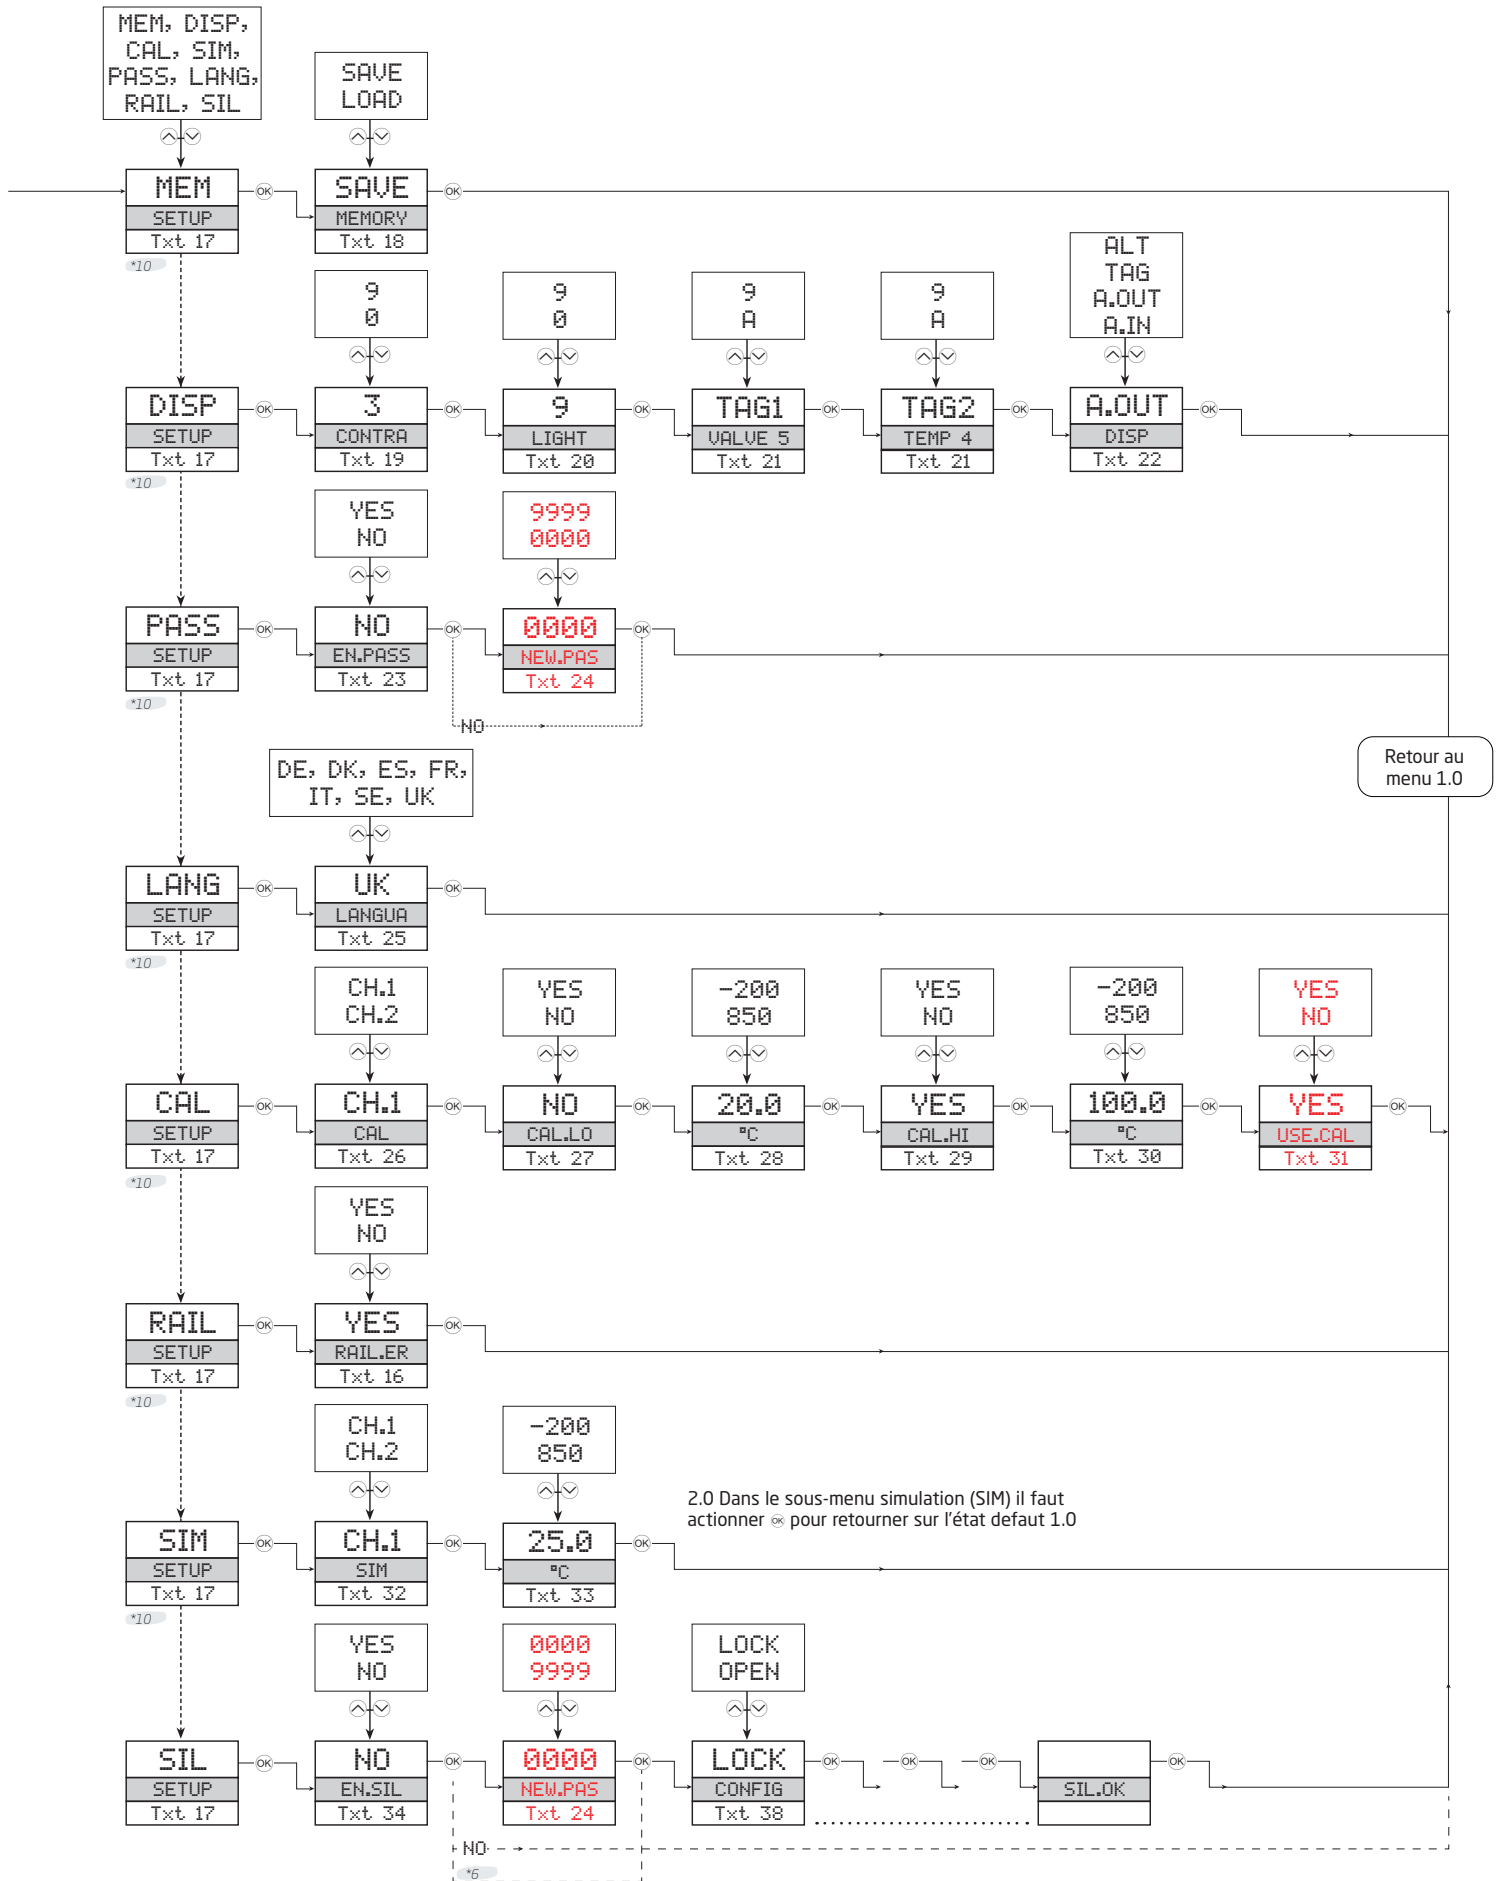 MEM, DISP,
CAL, SIM,
PASS, LANG,
RAIL, SIL
SAVE
LOAD
MEM
SETUP
Txt 17
*10
OK
SAVE
MEMORY
Txt 18
OK
9
0
9
0
9
A
9
A
ALT
TAG
A.OUT
A.IN
DISP
SETUP
Txt 17
*10
OK
3
CONTRA
Txt 19
OK
9
LIGHT
Txt 20
OK
TAG1
VALVE 5
Txt 21
OK
TAG2
TEMP 4
Txt 21
OK
A.OUT
DISP
Txt 22
OK
YES
NO
9999
0000
PASS
SETUP
Txt 17
*10
OK
NO
EN.PASS
Txt 23
OK
0000
NEW.PAS
Txt 24
OK
NO
Retour au
menu 1.0
DE, DK, ES, FR,
IT, SE, UK
LANG
SETUP
Txt 17
*10
OK
UK
LANGUA
Txt 25
OK
CH.1
CH.2
YES
NO
-200
850
YES
NO
-200
850
YES
NO
CAL
SETUP
Txt 17
*10
OK
CH.1
CAL
Txt 26
OK
NO
CAL.LO
Txt 27
OK
20.0
°C
Txt 28
OK
YES
CAL.HI
Txt 29
OK
100.0
°C
Txt 30
OK
YES
USE.CAL
Txt 31
OK
YES
NO
RAIL
SETUP
Txt 17
*10
OK
YES
RAIL.ER
Txt 16
OK
CH.1
CH.2
-200
850
2.0 Dans le sous-menu simulation (SIM) il faut
actionner OK pour retourner sur l'état defaut 1.0
SIM
SETUP
Txt 17
*10
OK
CH.1
SIM
Txt 32
OK
25.0
°C
Txt 33
OK
YES
NO
0000
9999
LOCK
OPEN
SIL
SETUP
Txt 17
OK
NO
EN.SIL
Txt 34
OK
0000
NEW.PAS
Txt 24
OK
LOCK
CONFIG
Txt 38
OK
OK
OK
SIL.OK
OK
NO
*6